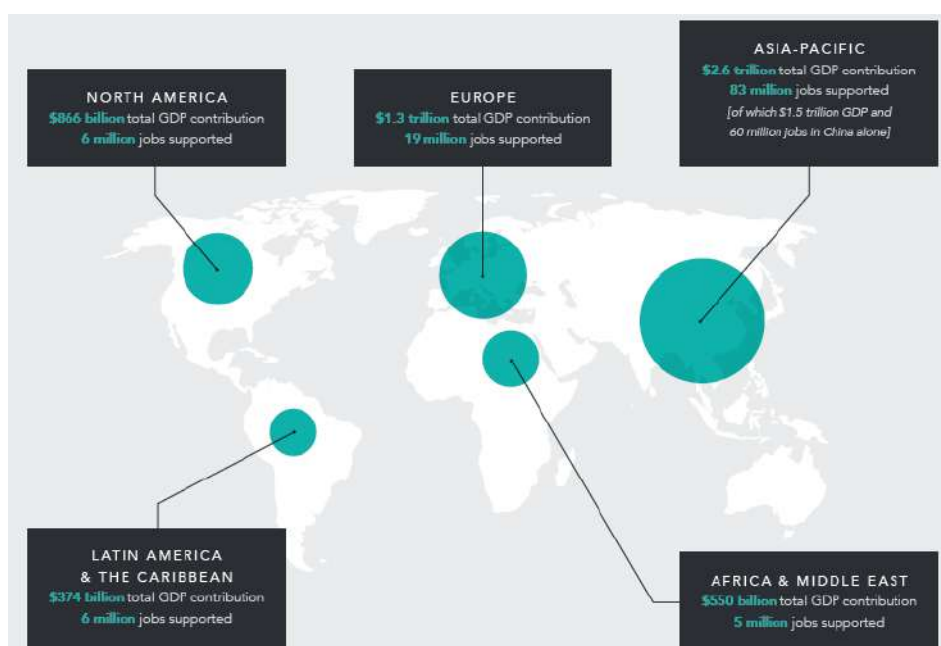 ASIA-PACIFIC
$2.6 trillion total GDP contribution
83 million jobs supported
[of which $1.5 trillion GDP and
60 million jobs in China alone]
NORTH AMERICA
$866 billion total GDP contribution
6 million jobs supported
EUROPE
$1.3 trillion total GDP contribution
19 million jobs supported
LATIN AMERICA
& THE CARIBBEAN
$374 billion total GDP contribution
6 million jobs supported
AFRICA & MIDDLE EAST
$550 billion total GDP contribution
5 million jobs supported